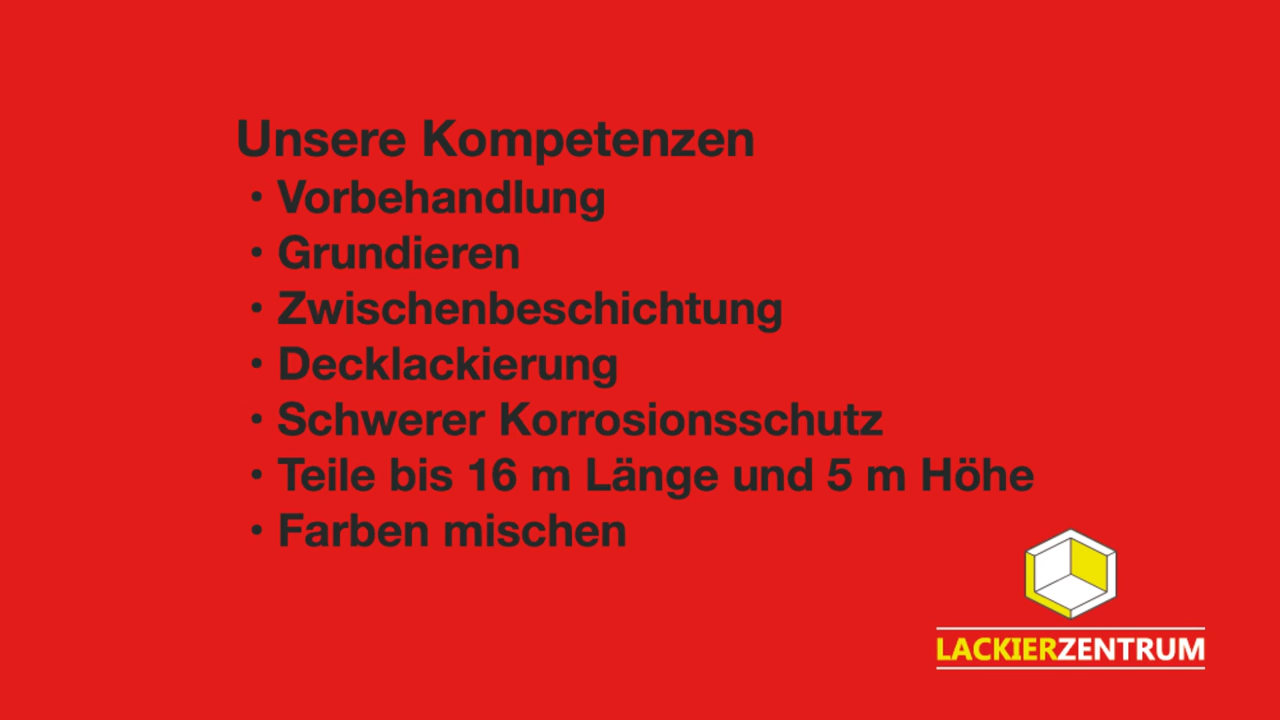 Unsere Kompetenzen
• Vorbehandlung
• Grundieren
• Zwischenbeschichtung
• Decklackierung
• Schwerer Korrosionsschutz
• Teile bis 16 m Länge und 5 m Höhe
• Farben mischen
LACKIERZENTRUM